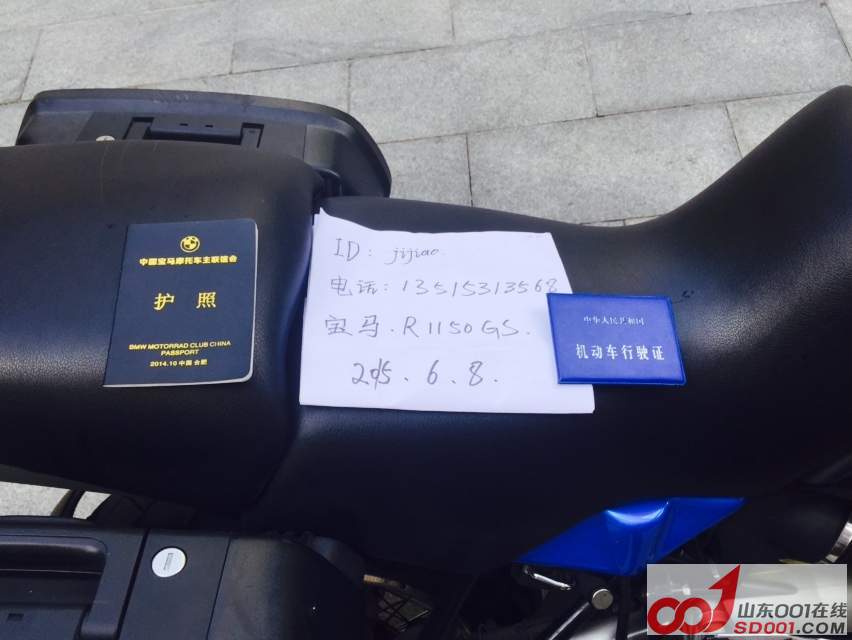 中国宝马摩托车主联谊会
护照
BMW MOTORRAD CLUB CHINA
PASSPORT
2014.10 中国 合肥
ID: jijiao
电话: 13515313568
宝马. R1150GS.
2015. 6. 8.
中华人民共和国
机动车行驶证
山东001在线
SD001.COM